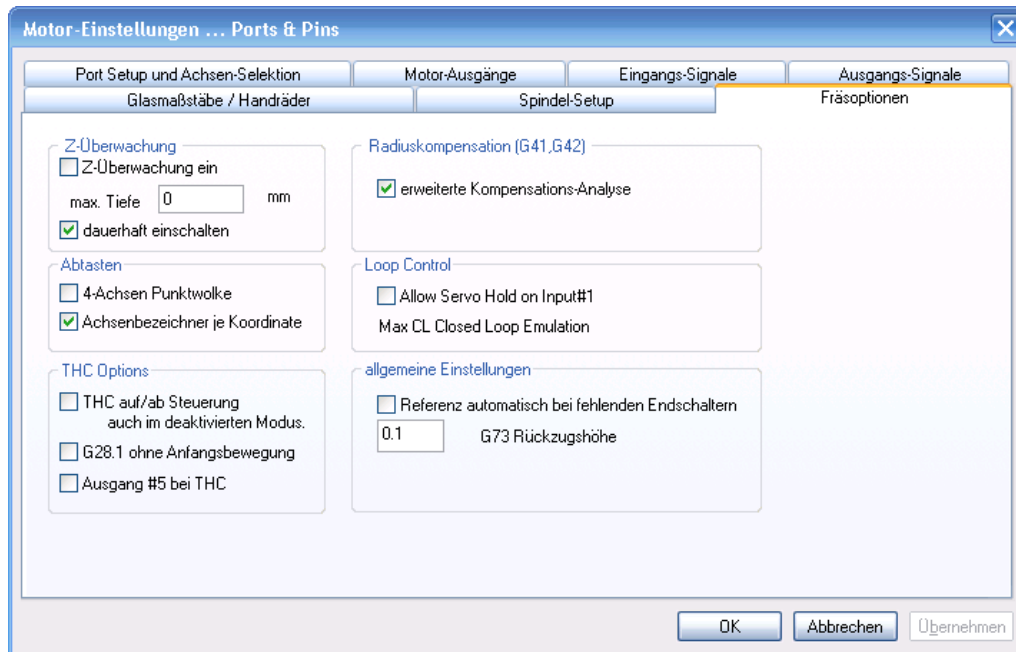 Motor-Einstellungen ... Ports & Pins
Port Setup und Achsen-Selektion
Motor-Ausgänge
Eingangs-Signale
Ausgangs-Signale
Glasmaßstäbe / Handräder
Spindel-Setup
Fräsoptionen
Z-Überwachung
Z-Überwachung ein
max. Tiefe 0 mm
dauerhaft einschalten
Radiuskompensation (G41,G42)
erweiterte Kompensations-Analyse
Abtasten
4-Achsen Punktwolke
Achsenbezeichner je Koordinate
Loop Control
Allow Servo Hold on Input#1
Max CL Closed Loop Emulation
THC Options
THC auf/ab Steuerung
auch im deaktivierten Modus.
G28.1 ohne Anfangsbewegung
Ausgang #5 bei THC
allgemeine Einstellungen
Referenz automatisch bei fehlenden Endschaltern
0.1 G73 Rückzugshöhe
OK
Abbrechen
Übernehmen